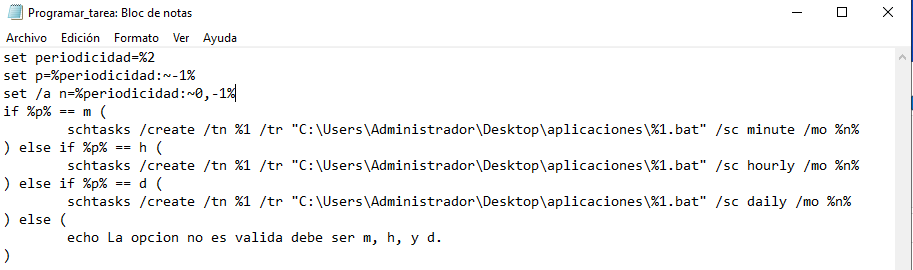 Programar_tarea: Bloc de notas
Archivo Edición Formato Ver Ayuda
set periodicidad=%2
set p=%periodicidad:~-1%
set /a n=%periodicidad:~0,-1%
if %p% == m (
        schtasks /create /tn %1 /tr "C:\Users\Administrador\Desktop\aplicaciones\%1.bat" /sc minute /mo %n%
) else if %p% == h (
        schtasks /create /tn %1 /tr "C:\Users\Administrador\Desktop\aplicaciones\%1.bat" /sc hourly /mo %n%
) else if %p% == d (
        schtasks /create /tn %1 /tr "C:\Users\Administrador\Desktop\aplicaciones\%1.bat" /sc daily /mo %n%
) else (
        echo La opcion no es valida debe ser m, h, y d.
)